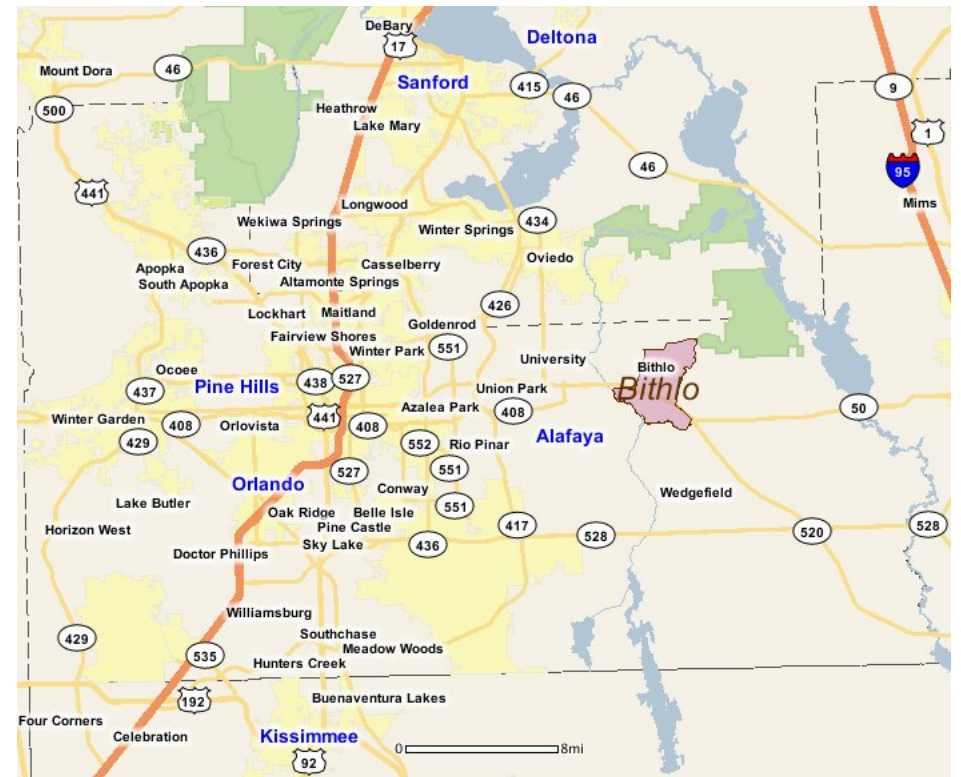 DeBary
Deltona
17
Mount Dora
46
Sanford
415
9
500
46
Heathrow
Lake Mary
1
46
95
441
Mims
Longwood
Wekiwa Springs
434
Winter Springs
436
Oviedo
Forest City
Casselberry
Apopka
South Apopka
Altamonte Springs
426
Lockhart
Maitland
Goldenrod
Fairview Shores
551
Winter Park
University
Bithlo
Ocoee
Pine Hills
438
527
437
Union Park
Bithlo
Azalea Park
408
50
441
Winter Garden
408
Orlovista
408
429
552
Rio Pinar
Alafaya
551
527
Orlando
Conway
Wedgefield
Lake Butler
551
Oak Ridge
Belle Isle
Horizon West
Pine Castle
417
528
520
528
Sky Lake
436
Doctor Phillips
Williamsburg
429
Southchase
Meadow Woods
535
Hunters Creek
192
Buenaventura Lakes
Four Corners
Celebration
Kissimmee
0
8mi
92